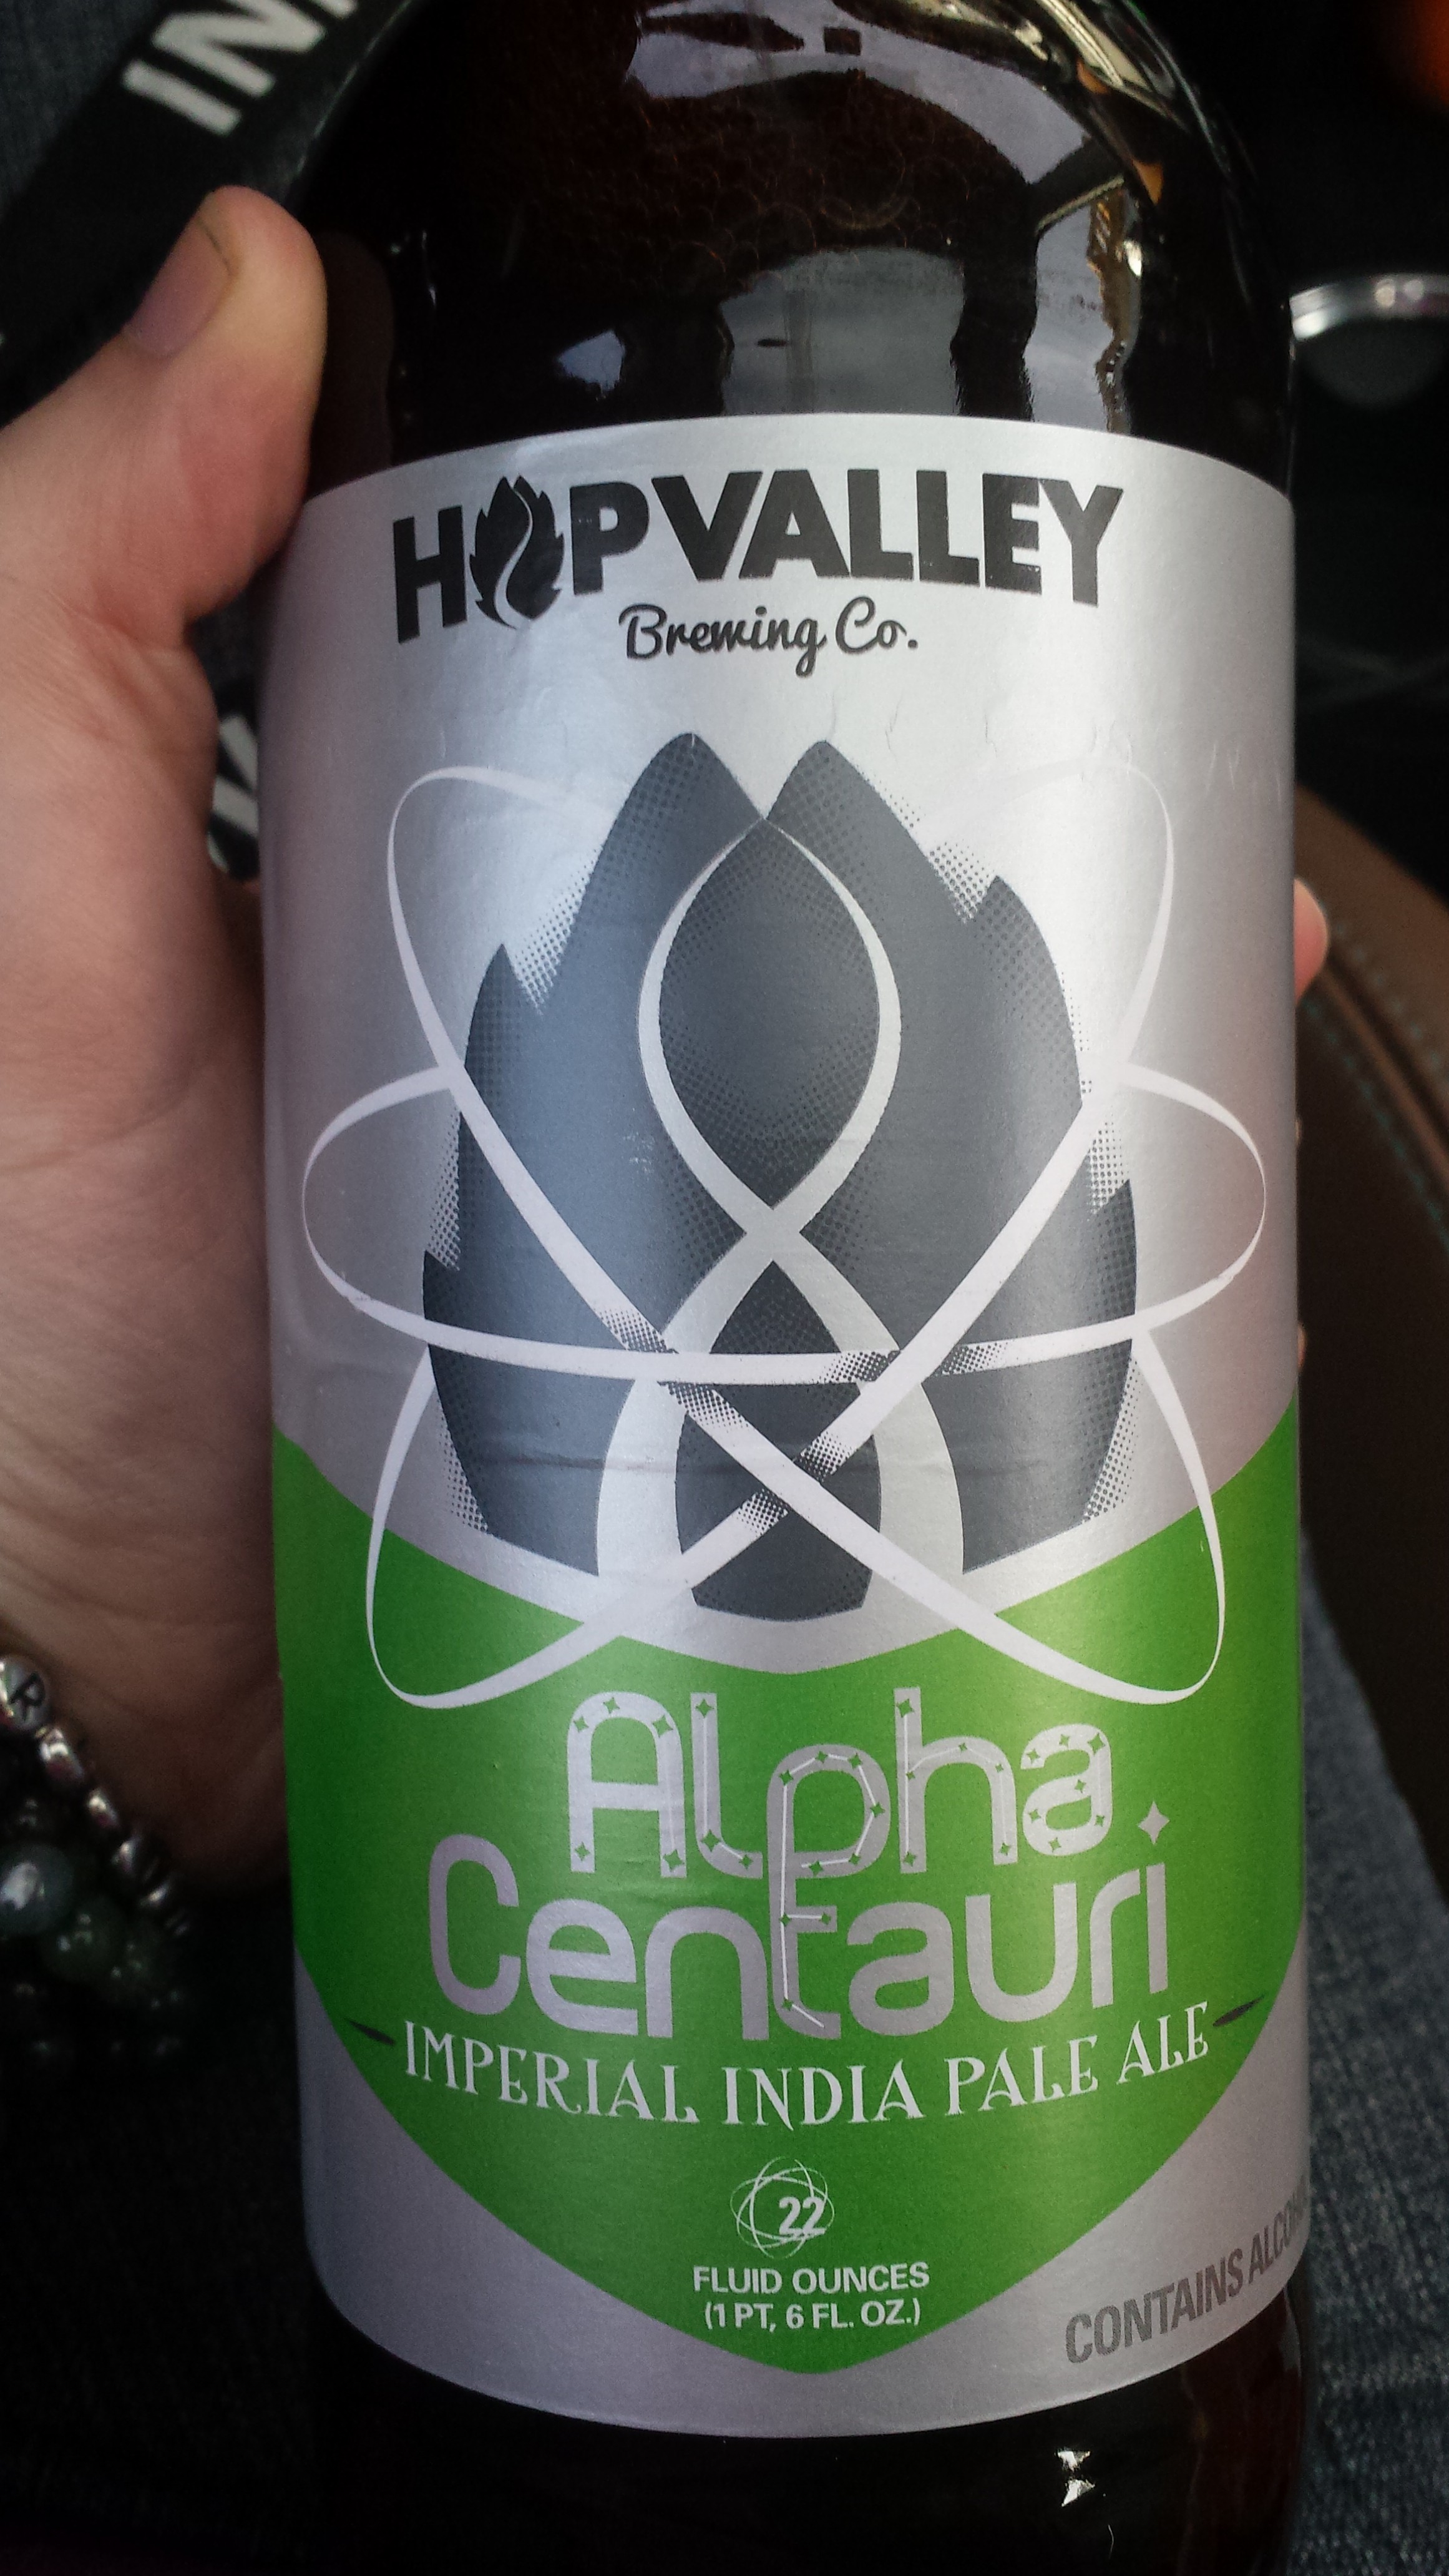 HOPVALLEY
Brewing Co.
Alpha
Centauri
IMPERIAL INDIA PALE ALE
22
FLUID OUNCES
(1 PT, 6 FL. OZ.)
CONTAINS
R